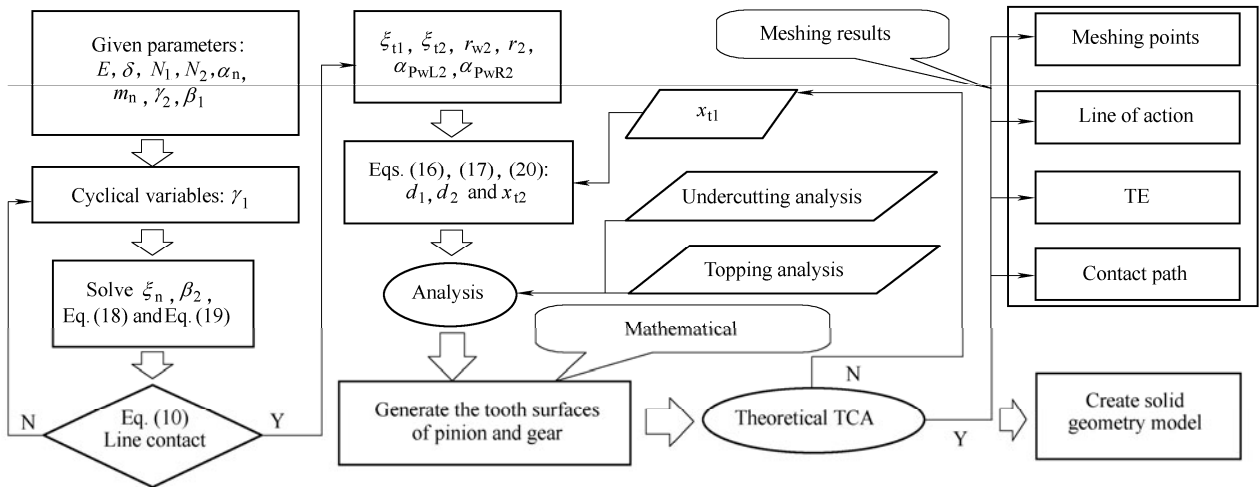 Given parameters:
E, δ, N1, N2, αn,
mn, γ2, β1
Cyclical variables: γ1
Solve ξn, β2,
Eq. (18) and Eq. (19)
Eq. (10)
Line contact
N
Y
ξt1, ξt2, rw2, r2,
αPwL2, αPwR2
Eqs. (16), (17), (20):
d1, d2 and xt2
Analysis
xt1
Undercutting analysis
Topping analysis
Mathematical
Generate the tooth surfaces
of pinion and gear
Theoretical TCA
N
Y
Meshing results
Meshing points
Line of action
TE
Contact path
Create solid
geometry model